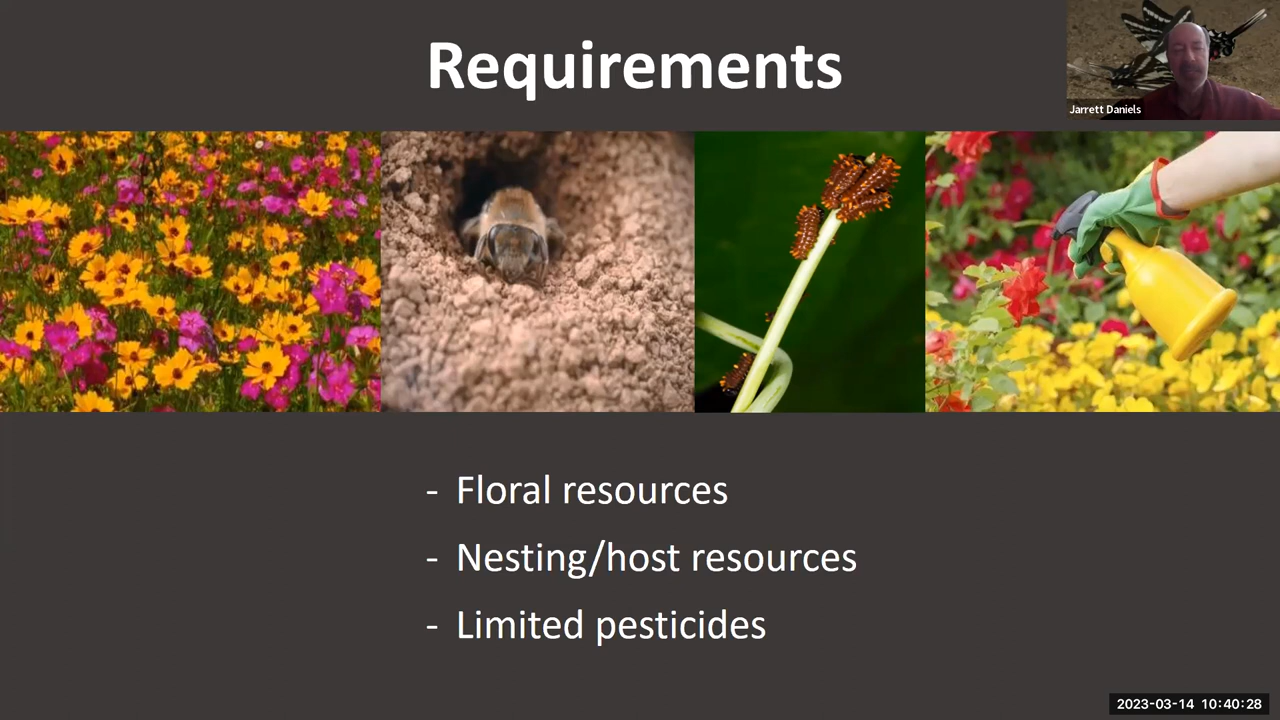 Requirements
Jarrett Daniels
- Floral resources
- Nesting/host resources
- Limited pesticides
2023-03-14 10:40:28